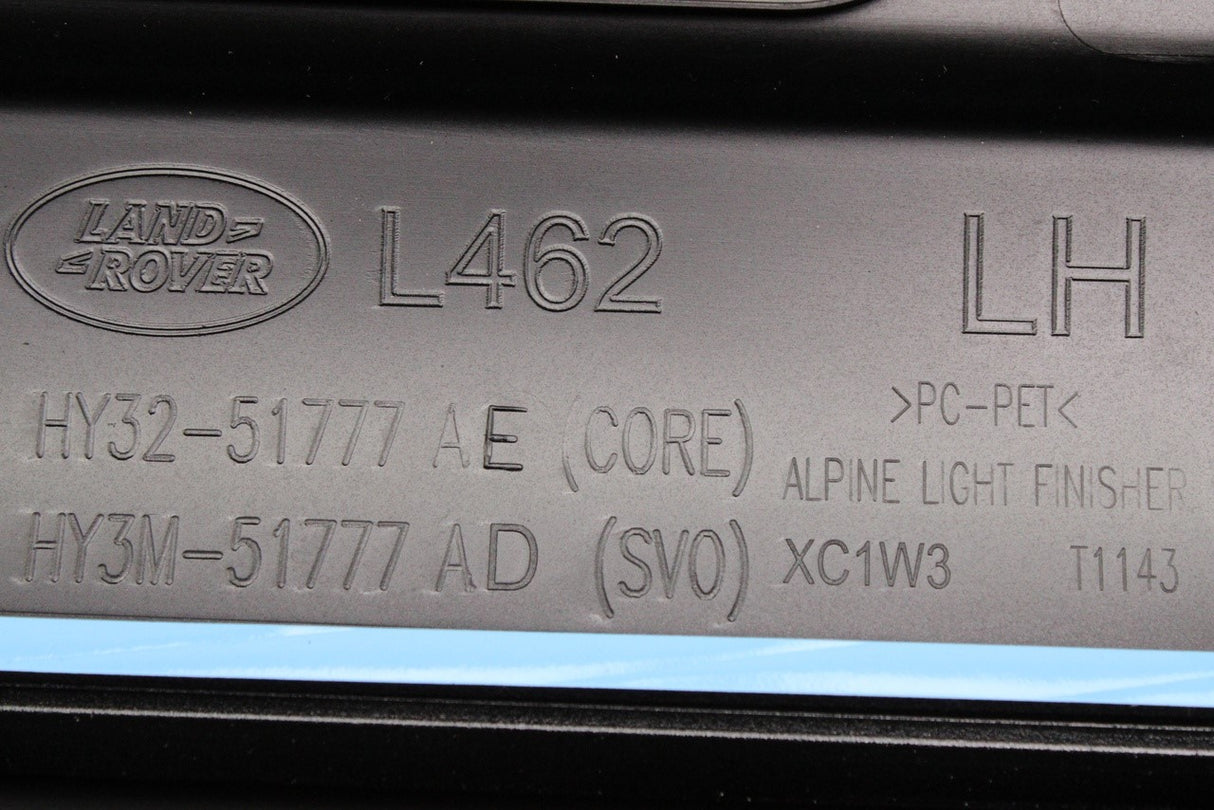 LAND
ROVER
L462
LH
HY32-51777 AE (CORE)
>PC-PET<
ALPINE LIGHT FINISHER
HY3M-51777 AD (SVO)
XC1W3
T1143